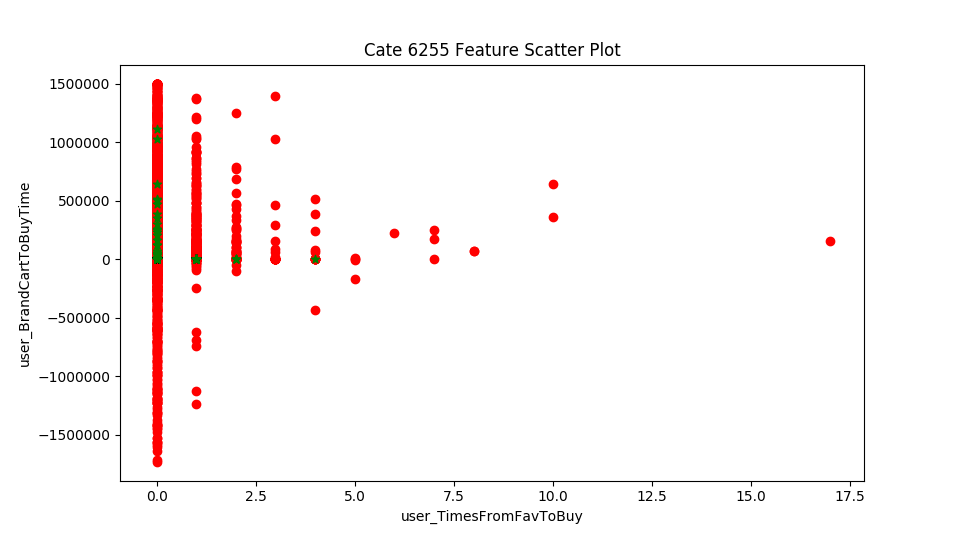 Cate 6255 Feature Scatter Plot
user_BrandCartToBuyTime
1500000
1000000
500000
0
−500000
−1000000
−1500000
0.0 2.5 5.0 7.5 10.0 12.5 15.0 17.5
user_TimesFromFavToBuy